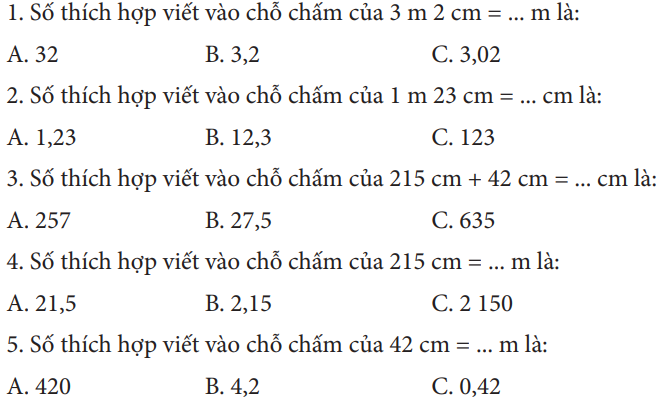 1. Số thích hợp viết vào chỗ chấm của 3 m 2 cm = ... m là:
A. 32 B. 3,2 C. 3,02
2. Số thích hợp viết vào chỗ chấm của 1 m 23 cm = ... cm là:
A. 1,23 B. 12,3 C. 123
3. Số thích hợp viết vào chỗ chấm của 215 cm + 42 cm = ... cm là:
A. 257 B. 27,5 C. 635
4. Số thích hợp viết vào chỗ chấm của 215 cm = ... m là:
A. 21,5 B. 2,15 C. 2 150
5. Số thích hợp viết vào chỗ chấm của 42 cm = ... m là:
A. 420 B. 4,2 C. 0,42